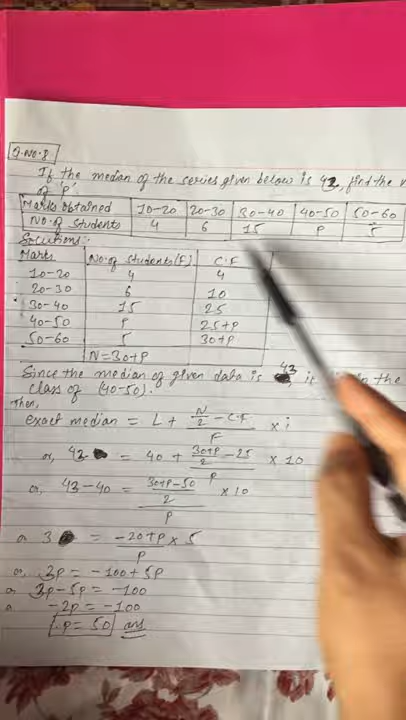 Q.No.8
If the median of the series given below is 42, find the
of 'P'
Marks obtained 10-20 20-30 30-40 40-50 50-60
No. of Students 4 6 15 P 5
Solutions:
Marks No. of Students (f) C.F
10-20 4 4
20-30 6 10
30-40 15 25
40-50 P 25+P
50-60 5 30+P
N=30+P
Since the median of given data is 43, is in the
class of (40-50).
Then,
exact median = L + (N/2 - C.F)/F × i
or, 42 = 40 + (30+P/2 - 25)/P × 10
or, 43-40 = (30+P-50/2)/P × 10
or 3 = -20+P/P × 5
or, 3P = -100+5P
or 3P-5P = -100
or -2P = -100
P = 50 ans